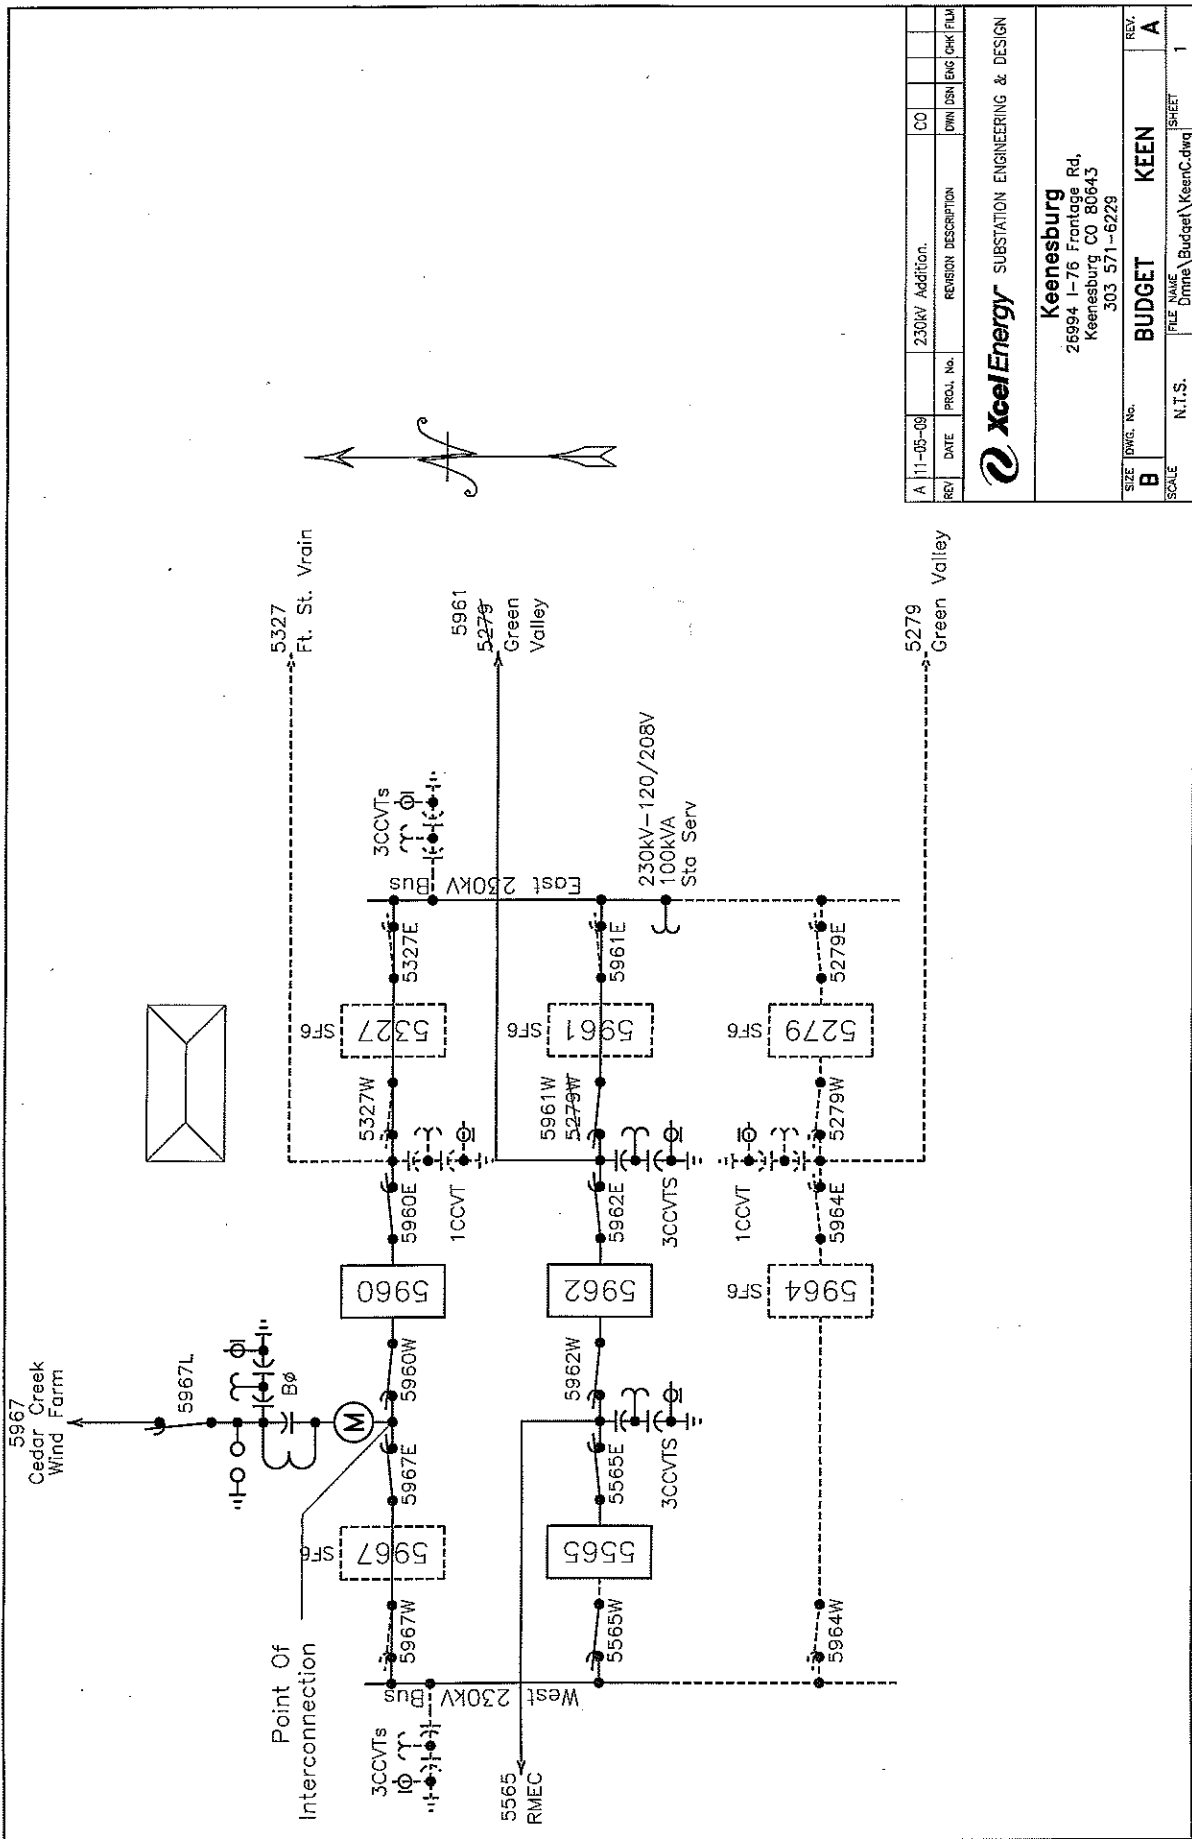 5967
Cedar Creek
Wind Farm
5967L
BØ
M
Point Of
Interconnection
3CCVTs
West 230kV Bus
5967W
SF6
5967
5967E
5960W
5960
5960E
1CCVT
5327W
SF6
5327
5327E
3CCVTs
East 230kV Bus
5327
Ft. St. Vrain
5565
RMEC
5565W
5565
5565E
3CCVTS
5962W
5962
5962E
3CCVTS
5961W
5279W
SF6
5961
5961E
5961
5279
Green
Valley
230kV-120/208V
100kVA
Sta Serv
5964W
SF6
5964
5964E
1CCVT
5279W
SF6
5279
5279E
5279
Green Valley
A 11-05-09 230kV Addition. CO
REV DATE PROJ. No. REVISION DESCRIPTION DWN DSN ENG CHK FILM
Xcel Energy SUBSTATION ENGINEERING & DESIGN
Keenesburg
26994 I-76 Frontage Rd,
Keenesburg CO 80643
303 571-6229
SIZE DWG. No. REV.
B BUDGET KEEN A
SCALE N.T.S. FILE NAME Dmne\Budget\KeenC.dwg SHEET 1